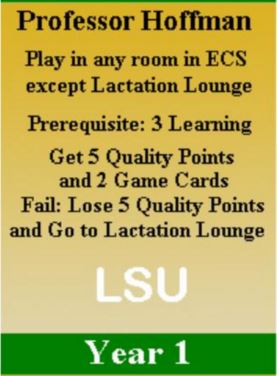 Professor Hoffman
Play in any room in ECS
except Lactation Lounge
Prerequisite: 3 Learning
Get 5 Quality Points
and 2 Game Cards
Fail: Lose 5 Quality Points
and Go to Lactation Lounge
LSU
Year 1